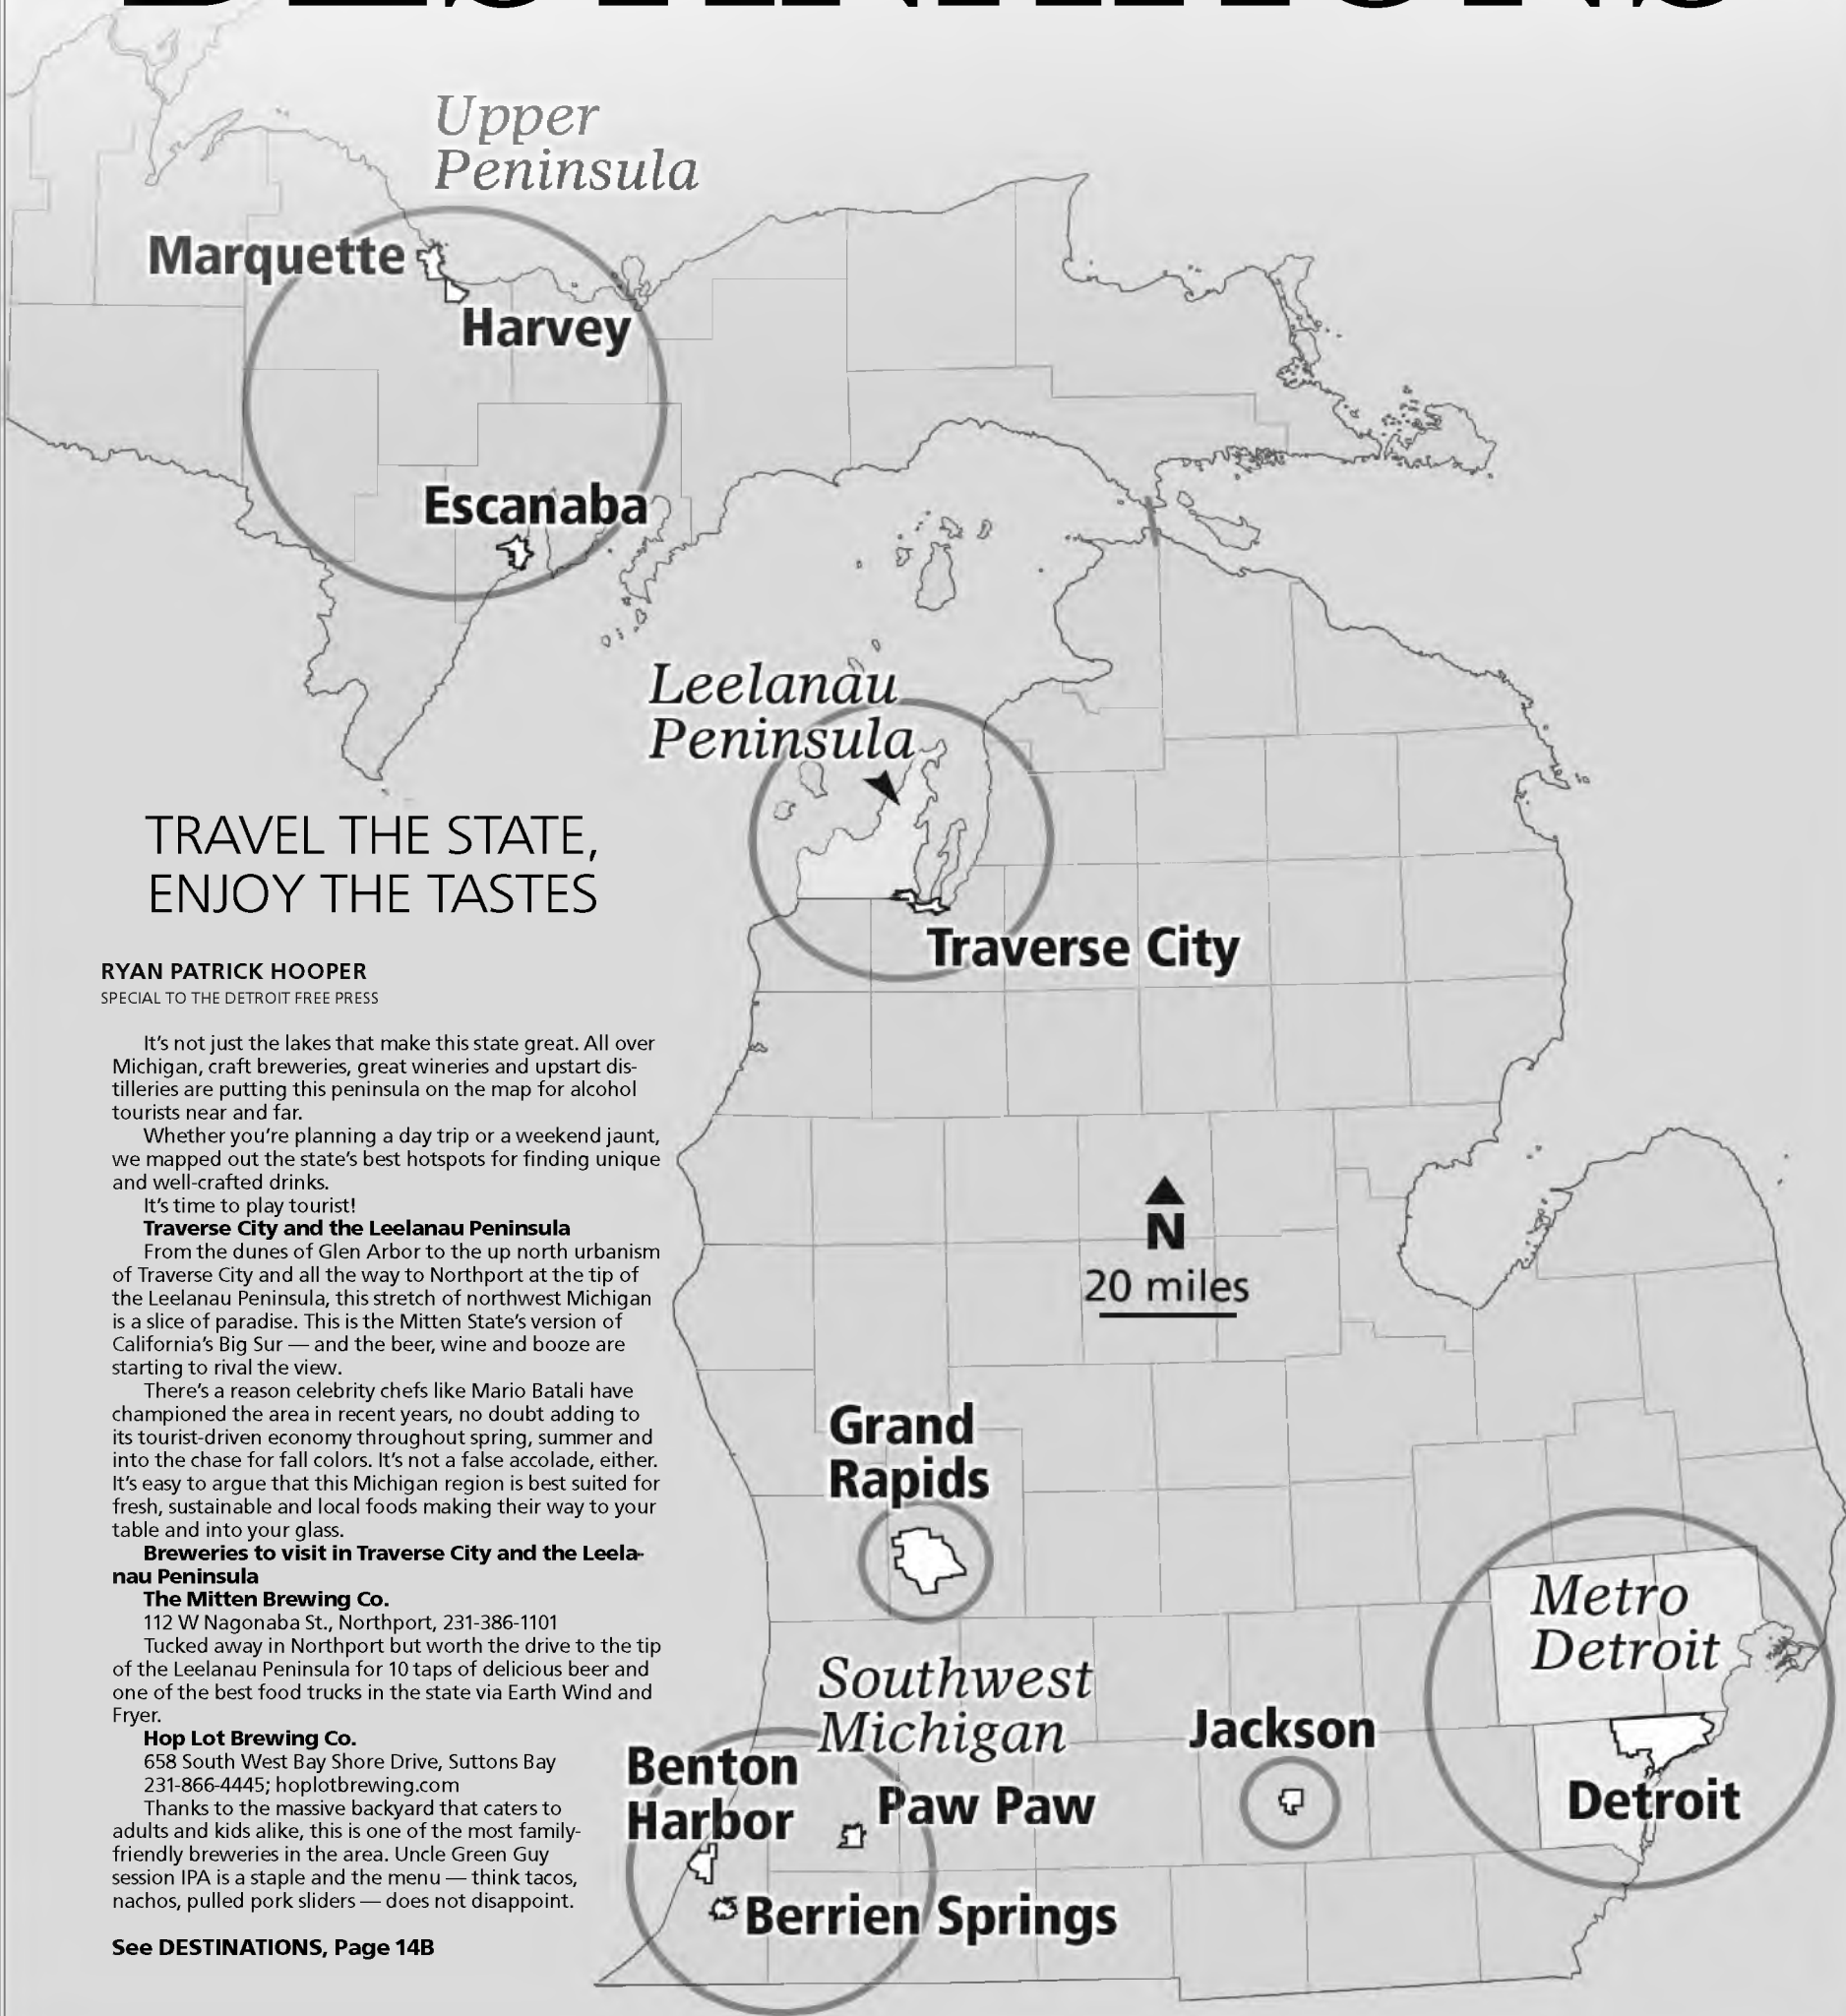 DESTINATIONS
Upper
Peninsula
Marquette
Harvey
Escanaba
Leelanau
Peninsula
Traverse City
TRAVEL THE STATE,
ENJOY THE TASTES
RYAN PATRICK HOOPER
SPECIAL TO THE DETROIT FREE PRESS
It's not just the lakes that make this state great. All over
Michigan, craft breweries, great wineries and upstart dis-
tilleries are putting this peninsula on the map for alcohol
tourists near and far.
Whether you're planning a day trip or a weekend jaunt,
we mapped out the state's best hotspots for finding unique
and well-crafted drinks.
It's time to play tourist!
Traverse City and the Leelanau Peninsula
From the dunes of Glen Arbor to the up north urbanism
of Traverse City and all the way to Northport at the tip of
the Leelanau Peninsula, this stretch of northwest Michigan
is a slice of paradise. This is the Mitten State's version of
California's Big Sur — and the beer, wine and booze are
starting to rival the view.
There's a reason celebrity chefs like Mario Batali have
championed the area in recent years, no doubt adding to
its tourist-driven economy throughout spring, summer and
into the chase for fall colors. It's not a false accolade, either.
It's easy to argue that this Michigan region is best suited for
fresh, sustainable and local foods making their way to your
table and into your glass.
Breweries to visit in Traverse City and the Leela-
nau Peninsula
The Mitten Brewing Co.
112 W Nagonaba St., Northport, 231-386-1101
Tucked away in Northport but worth the drive to the tip
of the Leelanau Peninsula for 10 taps of delicious beer and
one of the best food trucks in the state via Earth Wind and
Fryer.
Hop Lot Brewing Co.
658 South West Bay Shore Drive, Suttons Bay
231-866-4445; hoplotbrewing.com
Thanks to the massive backyard that caters to
adults and kids alike, this is one of the most family-
friendly breweries in the area. Uncle Green Guy
session IPA is a staple and the menu — think tacos,
nachos, pulled pork sliders — does not disappoint.
See DESTINATIONS, Page 14B
N
20 miles
Grand
Rapids
Metro
Detroit
Southwest
Michigan
Jackson
Benton
Harbor
Paw Paw
Detroit
Berrien Springs